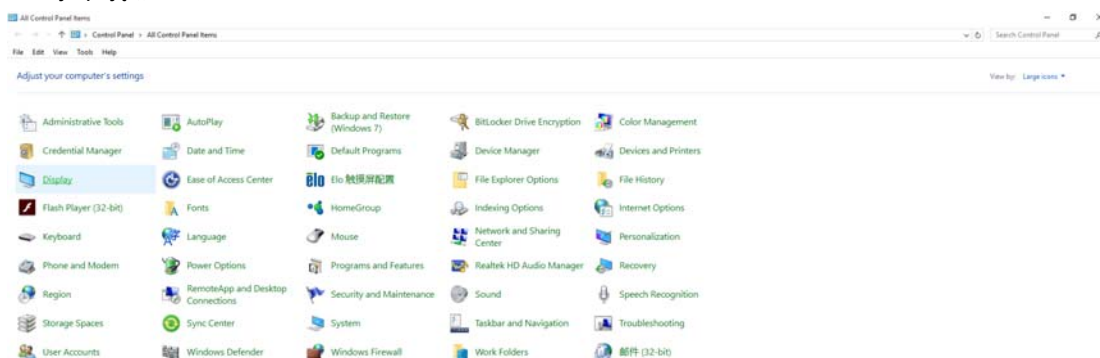 All Control Panel Items
Control Panel > All Control Panel Items
Search Control Panel
File Edit View Tools Help
Adjust your computer's settings
View by: Large icons
Administrative Tools
AutoPlay
Backup and Restore
(Windows 7)
BitLocker Drive Encryption
Color Management
Credential Manager
Date and Time
Default Programs
Device Manager
Devices and Printers
Display
Ease of Access Center
elo
Elo 触摸屏配置
File Explorer Options
File History
Flash Player (32-bit)
Fonts
HomeGroup
Indexing Options
Internet Options
Keyboard
Language
Mouse
Network and Sharing
Center
Personalization
Phone and Modem
Power Options
Programs and Features
Realtek HD Audio Manager
Recovery
Region
RemoteApp and Desktop
Connections
Security and Maintenance
Sound
Speech Recognition
Storage Spaces
Sync Center
System
Taskbar and Navigation
Troubleshooting
User Accounts
Windows Defender
Windows Firewall
Work Folders
邮件 (32-bit)